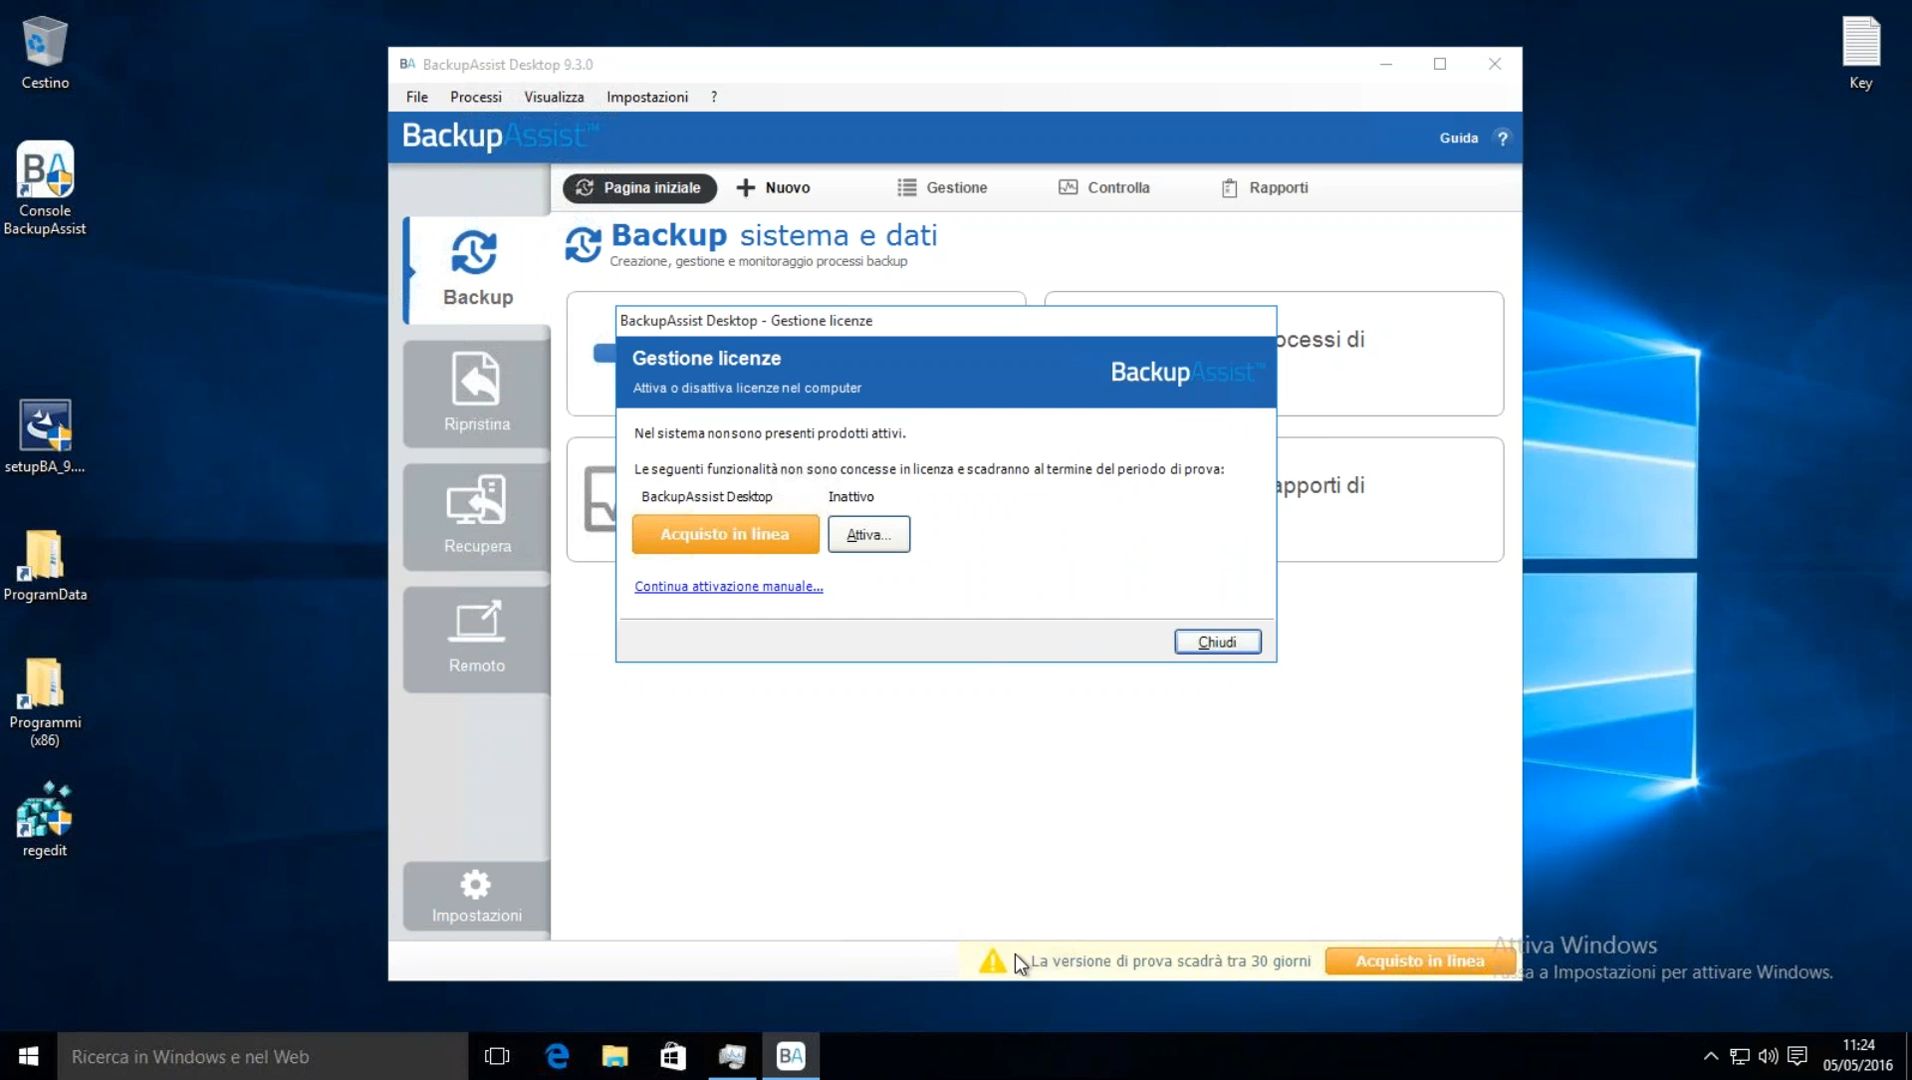 Cestino
Key
BA BackupAssist Desktop 9.3.0
File Processi Visualizza Impostazioni ?
BackupAssist™
Guida ?
BA
Console
BackupAssist
Pagina iniziale
Nuovo
Gestione
Controlla
Rapporti
Backup sistema e dati
Creazione, gestione e monitoraggio processi backup
Backup
Ripristina
Recupera
Remoto
Impostazioni
BackupAssist Desktop - Gestione licenze
Gestione licenze
Attiva o disattiva licenze nel computer
BackupAssist™
ocessi di
apporti di
Nel sistema non sono presenti prodotti attivi.
Le seguenti funzionalità non sono concesse in licenza e scadranno al termine del periodo di prova:
BackupAssist Desktop Inattivo
Acquisto in linea Attiva...
Continua attivazione manuale...
Chiudi
setupBA_9....
ProgramData
Programmi
(x86)
regedit
La versione di prova scadrà tra 30 giorni
Acquisto in linea
Attiva Windows
a Impostazioni per attivare Windows.
Ricerca in Windows e nel Web
BA
11:24
05/05/2016